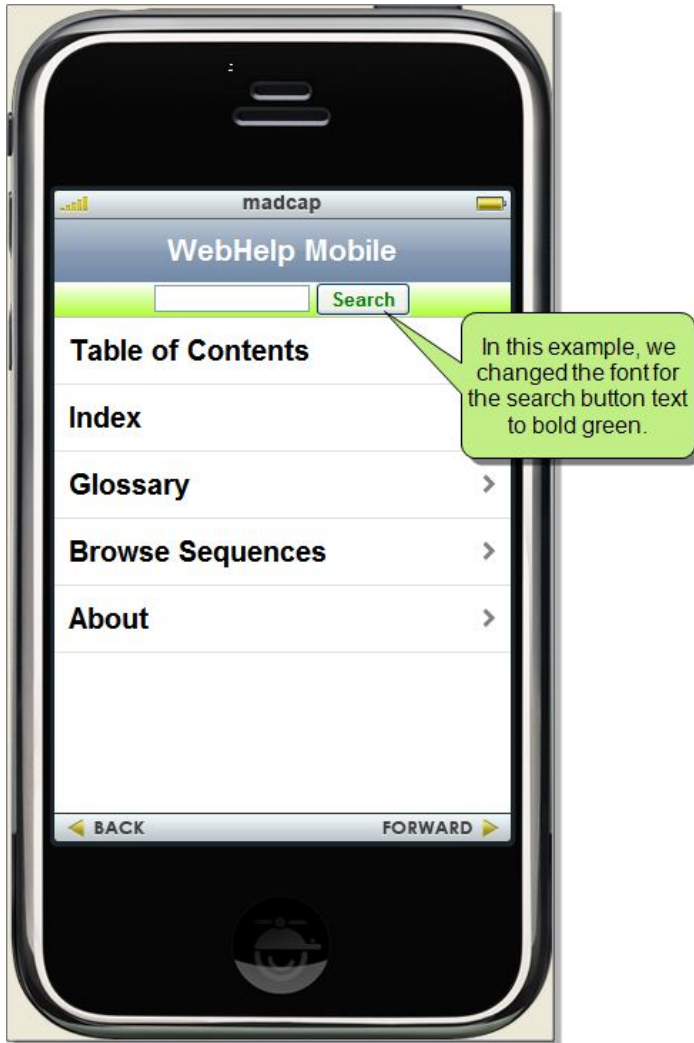 madcap
WebHelp Mobile
Search
Table of Contents
In this example, we
changed the font for
the search button text
to bold green.
Index
Glossary
Browse Sequences
About
BACK
FORWARD